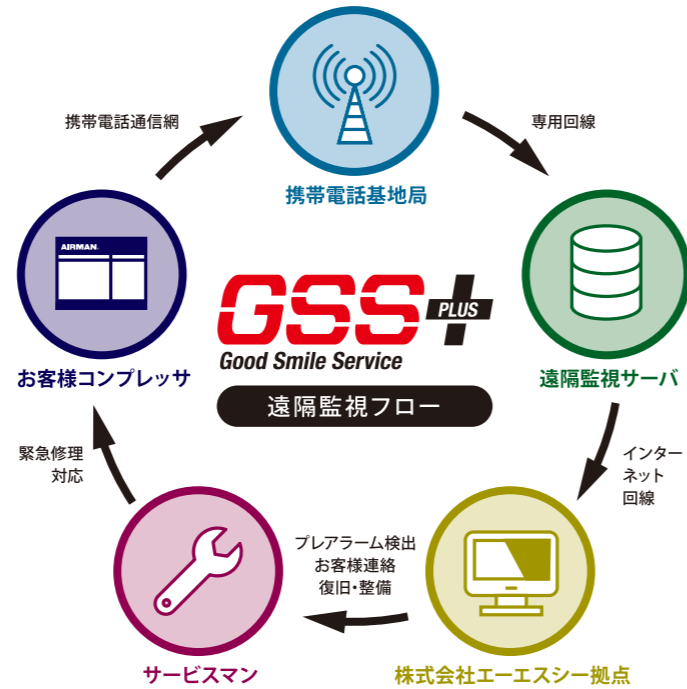 携帯電話通信網
専用回線
携帯電話基地局
AIRMAN
お客様コンプレッサ
GSS PLUS
Good Smile Service
遠隔監視フロー
遠隔監視サーバ
緊急修理
対応
インター
ネット
回線
プレアラーム検出
お客様連絡
復旧・整備
サービスマン
株式会社エーエスシー拠点